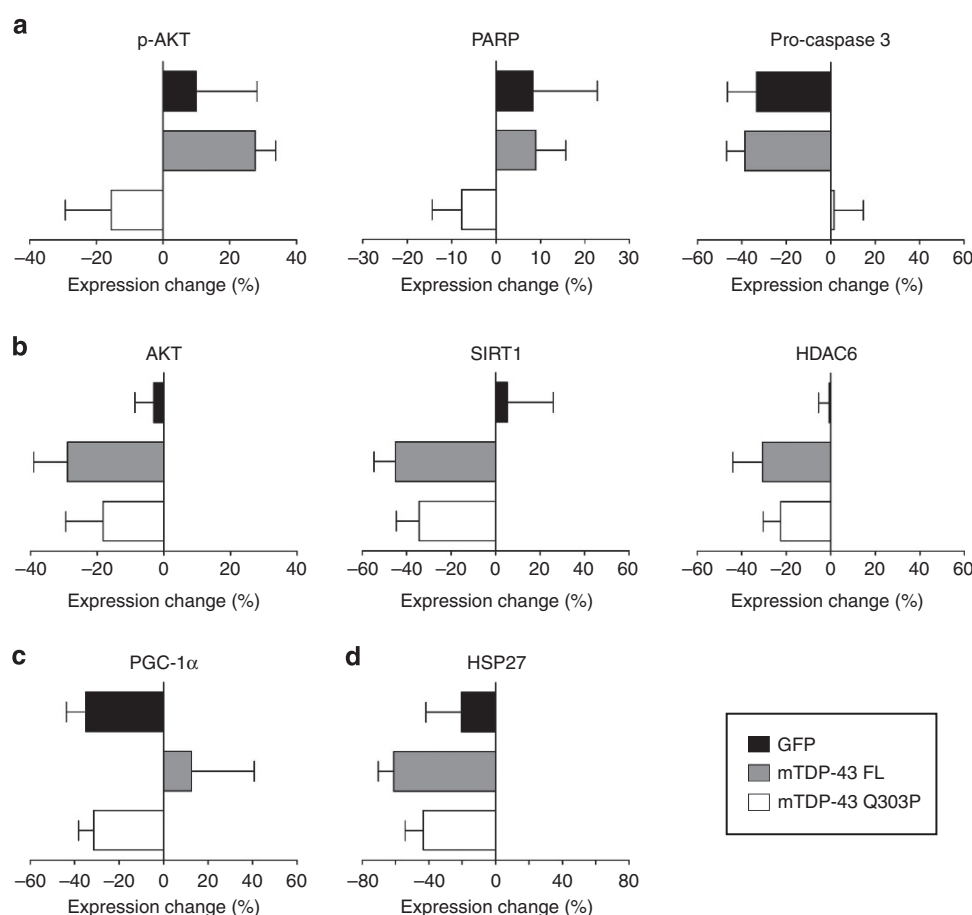 a
p-AKT
PARP
Pro-caspase 3
–40 –20 0 20 40
–30 –20 –10 0 10 20 30
–60 –40 –20 0 20 40 60
Expression change (%)
Expression change (%)
Expression change (%)
b
AKT
SIRT1
HDAC6
–40 –20 0 20 40
–60 –40 –20 0 20 40 60
–60 –40 –20 0 20 40 60
Expression change (%)
Expression change (%)
Expression change (%)
c
PGC-1α
d
HSP27
–60 –40 –20 0 20 40 60
–80 –40 0 40 80
Expression change (%)
Expression change (%)
GFP
mTDP-43 FL
mTDP-43 Q303P